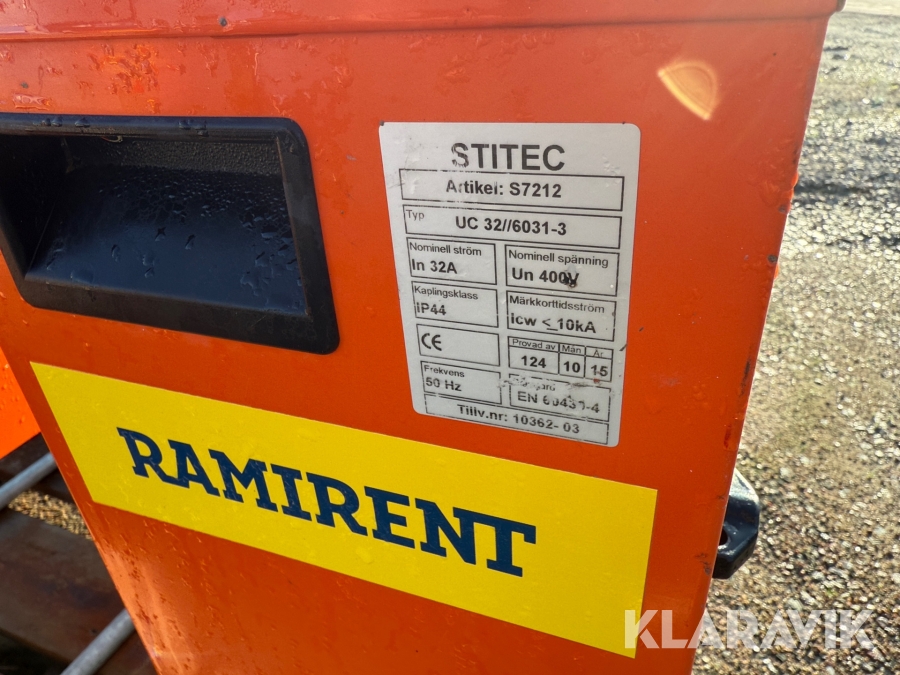 STITEC
Artikel: S7212
Typ UC 32//6031-3
Nominell ström Nominell spänning
In 32A Un 400V
Kaplingsklass Märkkorttidsström
iP44 icw ≤ 10kA
CE Provad av Mån År
124 10 15
Frekvens
50 Hz EN
Tillv.nr: 10362- 03
RAMIRENT
KLARAVIK